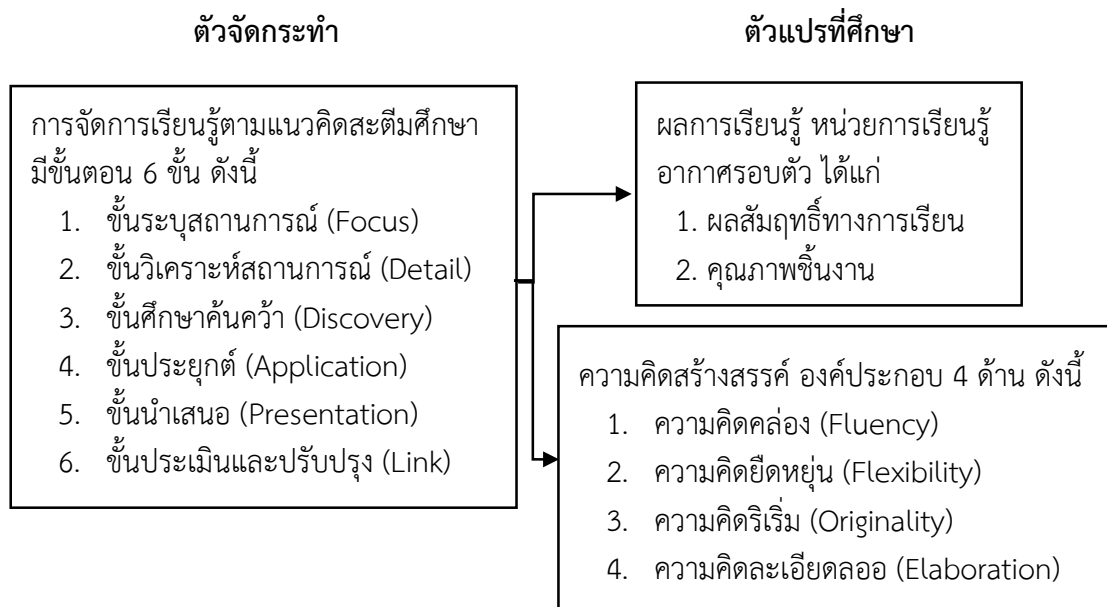 ตัวจัดกระทำ
ตัวแปรที่ศึกษา
การจัดการเรียนรู้ตามแนวคิดสะตีมศึกษา
มีขั้นตอน 6 ขั้น ดังนี้
1. ขั้นระบุสถานการณ์ (Focus)
2. ขั้นวิเคราะห์สถานการณ์ (Detail)
3. ขั้นศึกษาค้นคว้า (Discovery)
4. ขั้นประยุกต์ (Application)
5. ขั้นนำเสนอ (Presentation)
6. ขั้นประเมินและปรับปรุง (Link)
ผลการเรียนรู้ หน่วยการเรียนรู้
อากาศรอบตัว ได้แก่
1. ผลสัมฤทธิ์ทางการเรียน
2. คุณภาพชิ้นงาน
ความคิดสร้างสรรค์ องค์ประกอบ 4 ด้าน ดังนี้
1. ความคิดคล่อง (Fluency)
2. ความคิดยืดหยุ่น (Flexibility)
3. ความคิดริเริ่ม (Originality)
4. ความคิดละเอียดลออ (Elaboration)